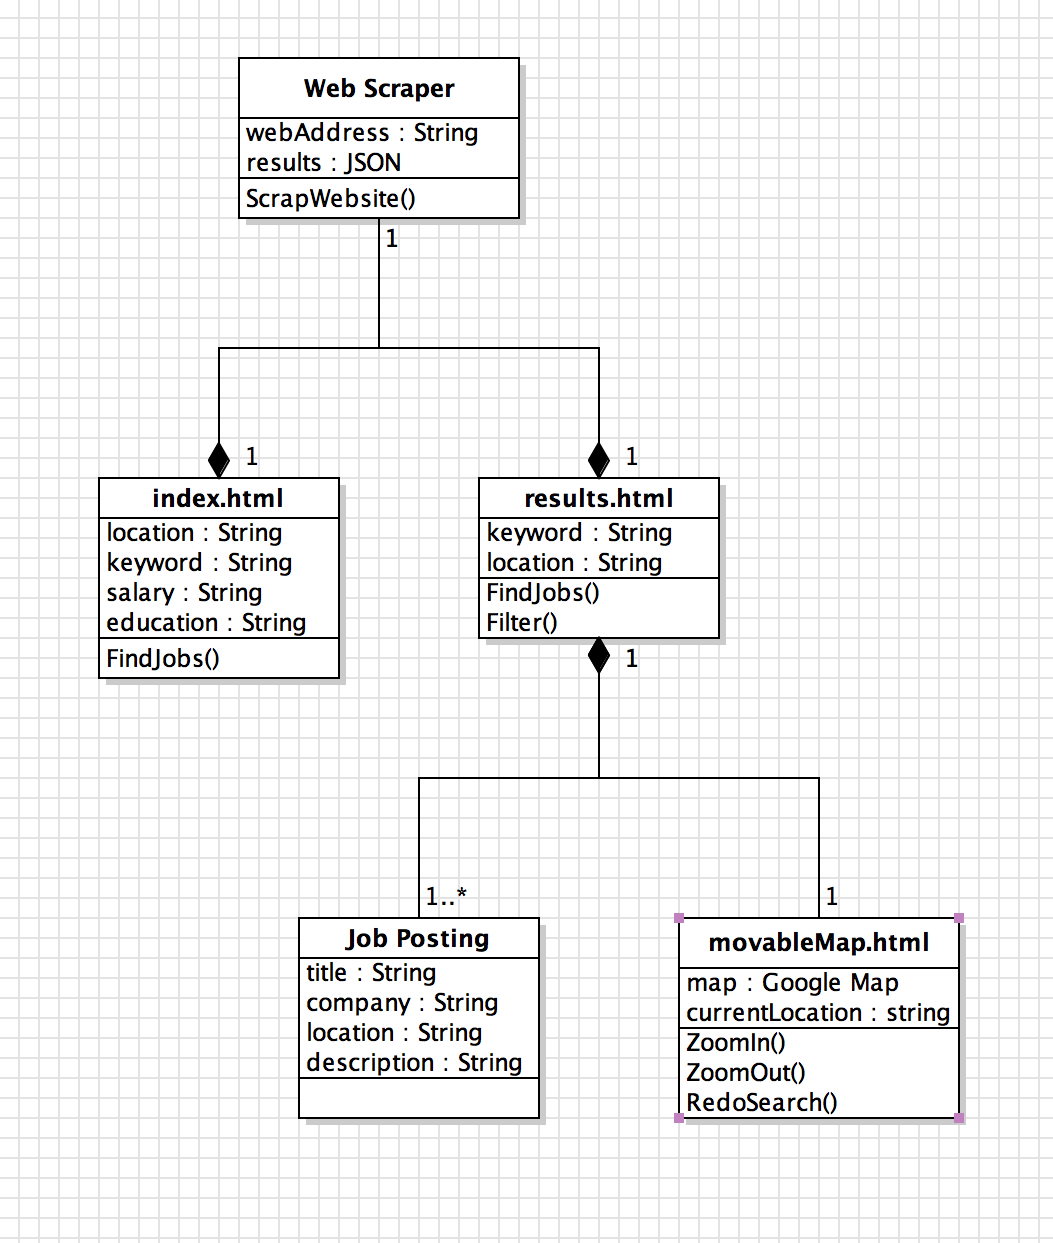 Web Scraper
webAddress : String
results : JSON
ScrapWebsite()
1
1
1
index.html
location : String
keyword : String
salary : String
education : String
FindJobs()
results.html
keyword : String
location : String
FindJobs()
Filter()
1
1..*
1
Job Posting
title : String
company : String
location : String
description : String
movableMap.html
map : Google Map
currentLocation : string
ZoomIn()
ZoomOut()
RedoSearch()